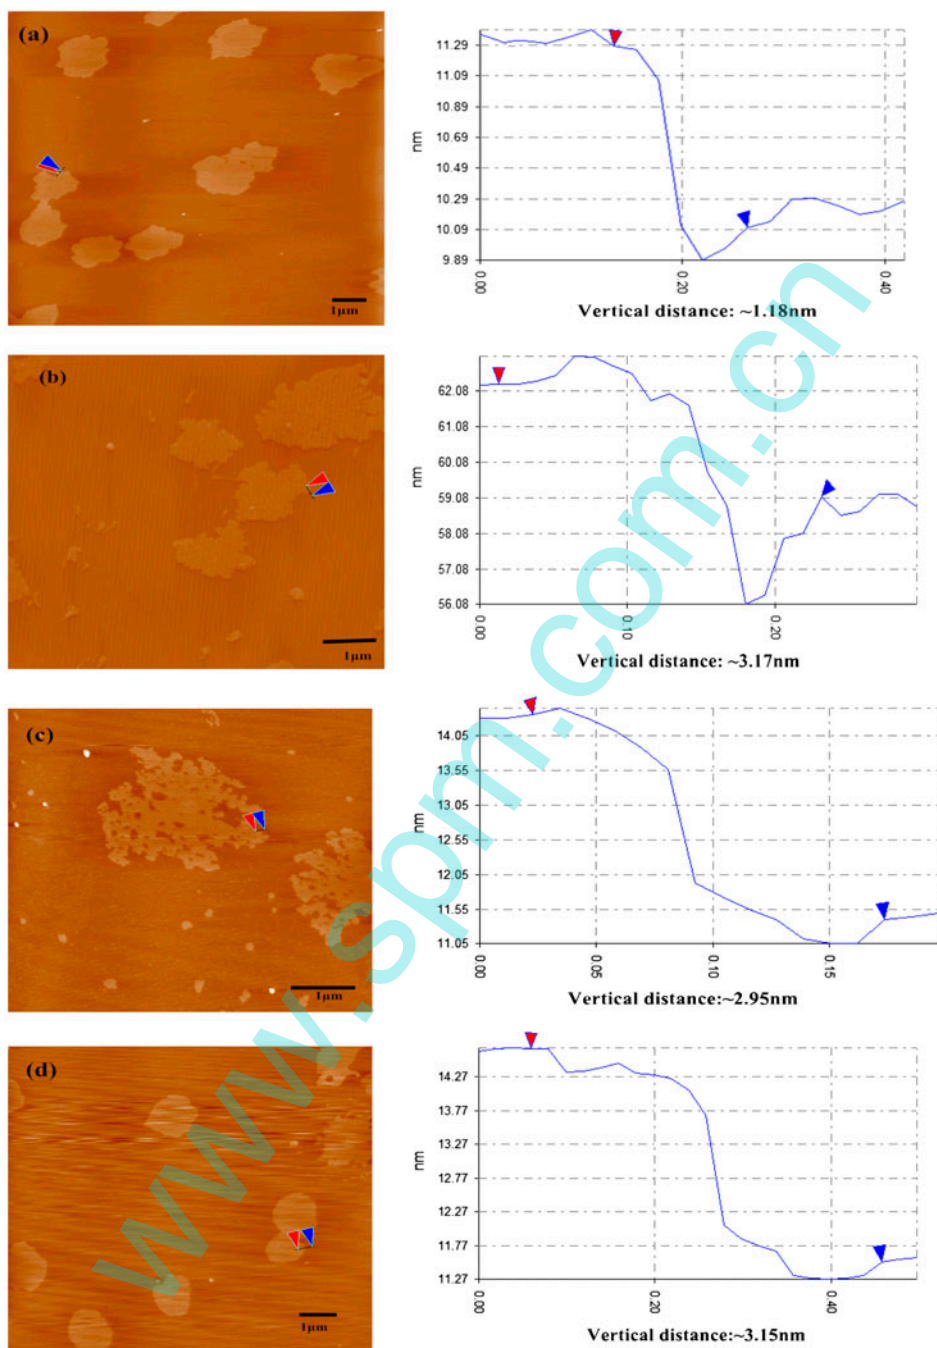 (a)
11.29
11.09
10.89
10.69
10.49
10.29
10.09
9.89
nm
0.00
0.20
0.40
1μm
Vertical distance: ~1.18nm
(b)
62.08
61.08
60.08
59.08
58.08
57.08
56.08
nm
0.00
0.10
0.20
1μm
Vertical distance: ~3.17nm
(c)
14.05
13.55
13.05
12.55
12.05
11.55
11.05
nm
0.00
0.05
0.10
0.15
1μm
Vertical distance:~2.95nm
(d)
14.27
13.77
13.27
12.77
12.27
11.77
11.27
nm
0.00
0.20
0.40
1μm
Vertical distance:~3.15nm
www.spm.com.cn